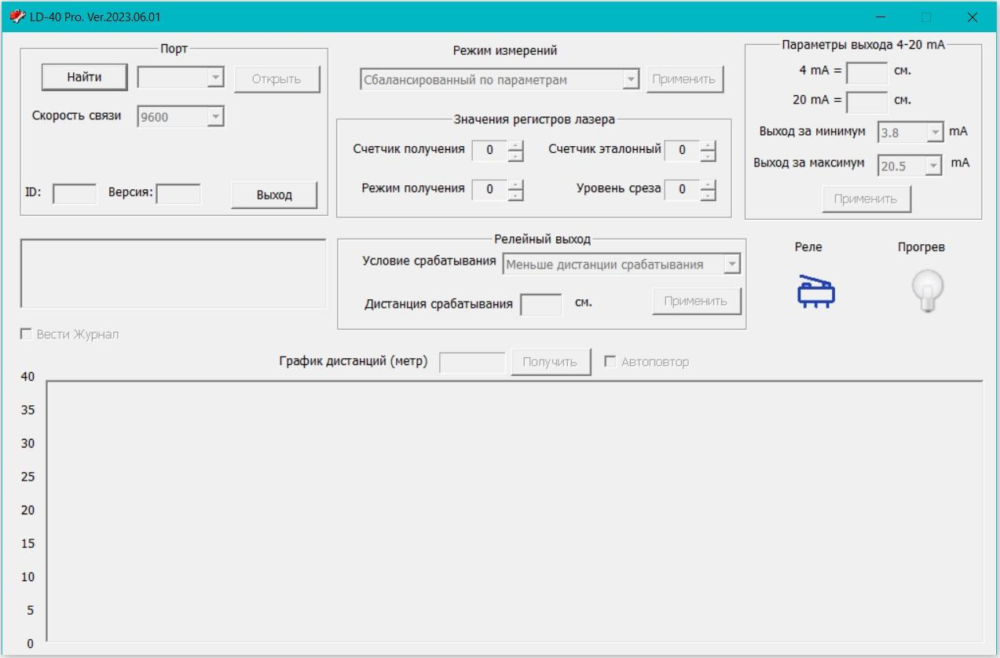 LD-40 Pro. Ver.2023.06.01
Порт
Найти
Открыть
Скорость связи
9600
ID:
Версия:
Выход
Режим измерений
Сбалансированный по параметрам
Применить
Значения регистров лазера
Счетчик получения 0
Счетчик эталонный 0
Режим получения 0
Уровень среза 0
Параметры выхода 4-20 mA
4 mA = см.
20 mA = см.
Выход за минимум 3.8 mA
Выход за максимум 20.5 mA
Применить
Релейный выход
Условие срабатывания Меньше дистанции срабатывания
Дистанция срабатывания см.
Применить
Реле
Прогрев
Вести Журнал
График дистанций (метр)
Получить
Автоповтор
40
35
30
25
20
15
10
5
0